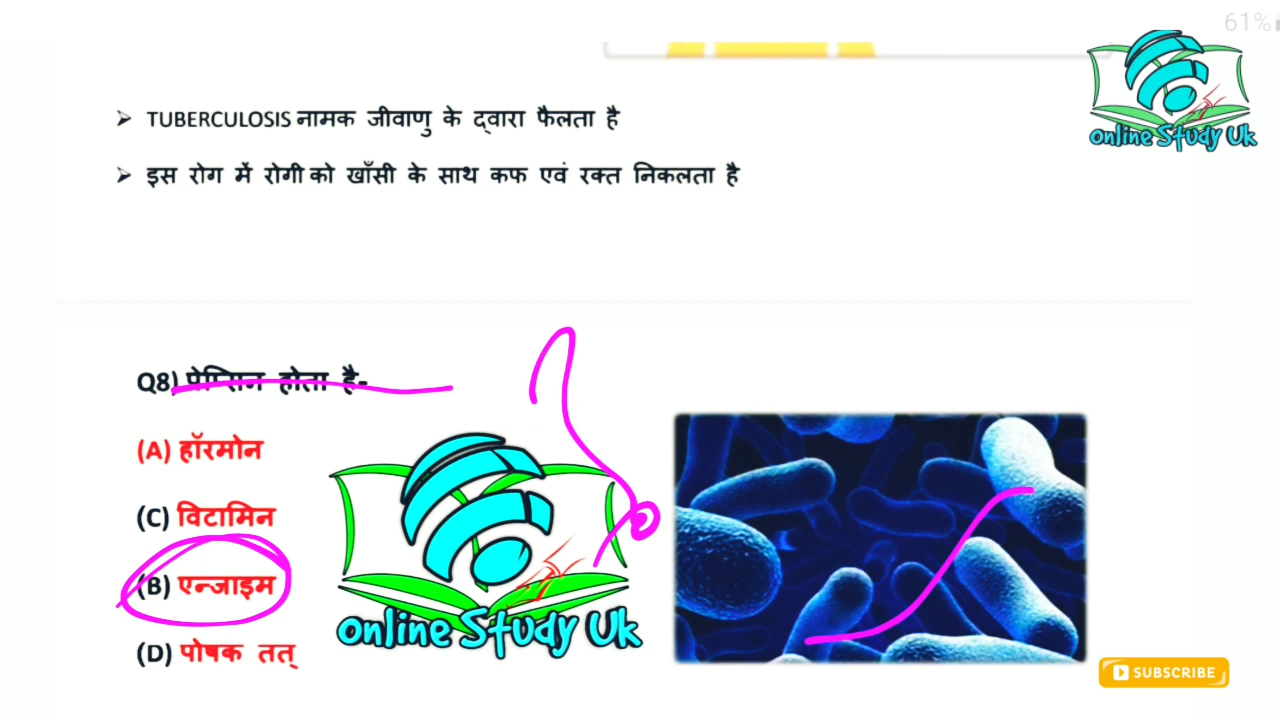 61%
Online Study Uk
➢ TUBERCULOSIS नामक जीवाणु के द्वारा फैलता है
➢ इस रोग में रोगी को खाँसी के साथ कफ एवं रक्त निकलता है
Q8) पेप्सिन होता है-
(A) हॉरमोन
(C) विटामिन
(B) एन्जाइम
(D) पोषक तत्
Online Study Uk
SUBSCRIBE